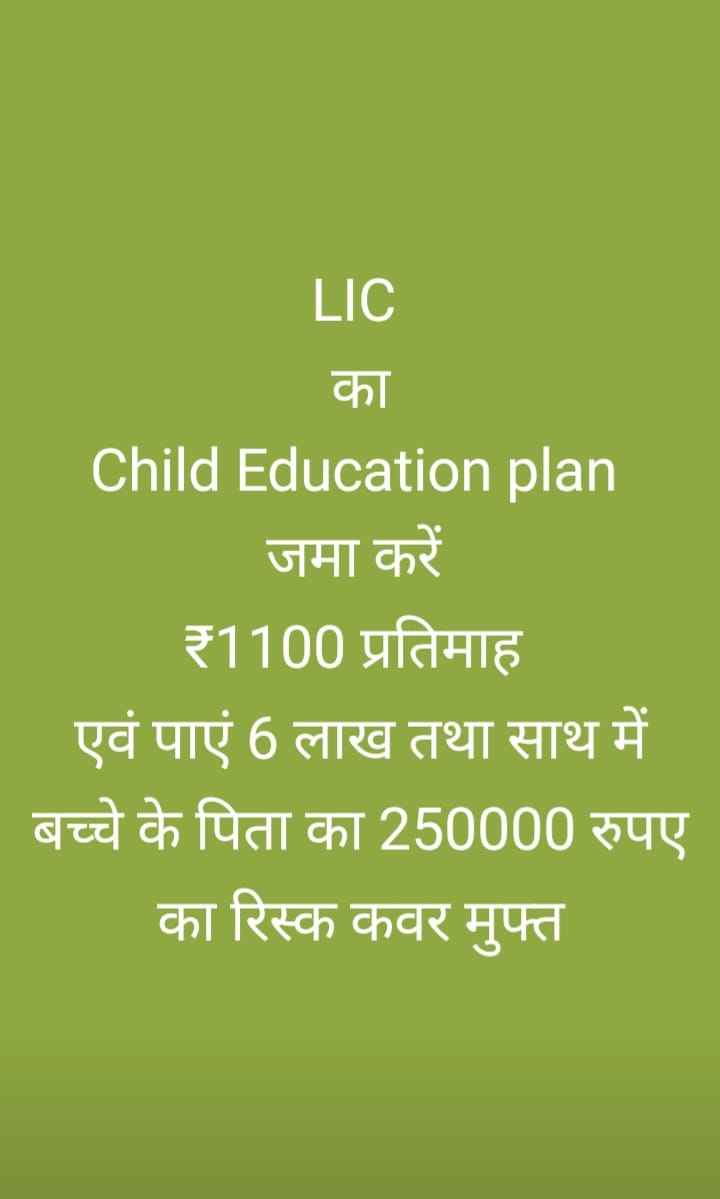 LIC
का
Child Education plan
जमा करें
₹1100 प्रतिमाह
एवं पाएं 6 लाख तथा साथ में
बच्चे के पिता का 250000 रुपए
का रिस्क कवर मुफ्त